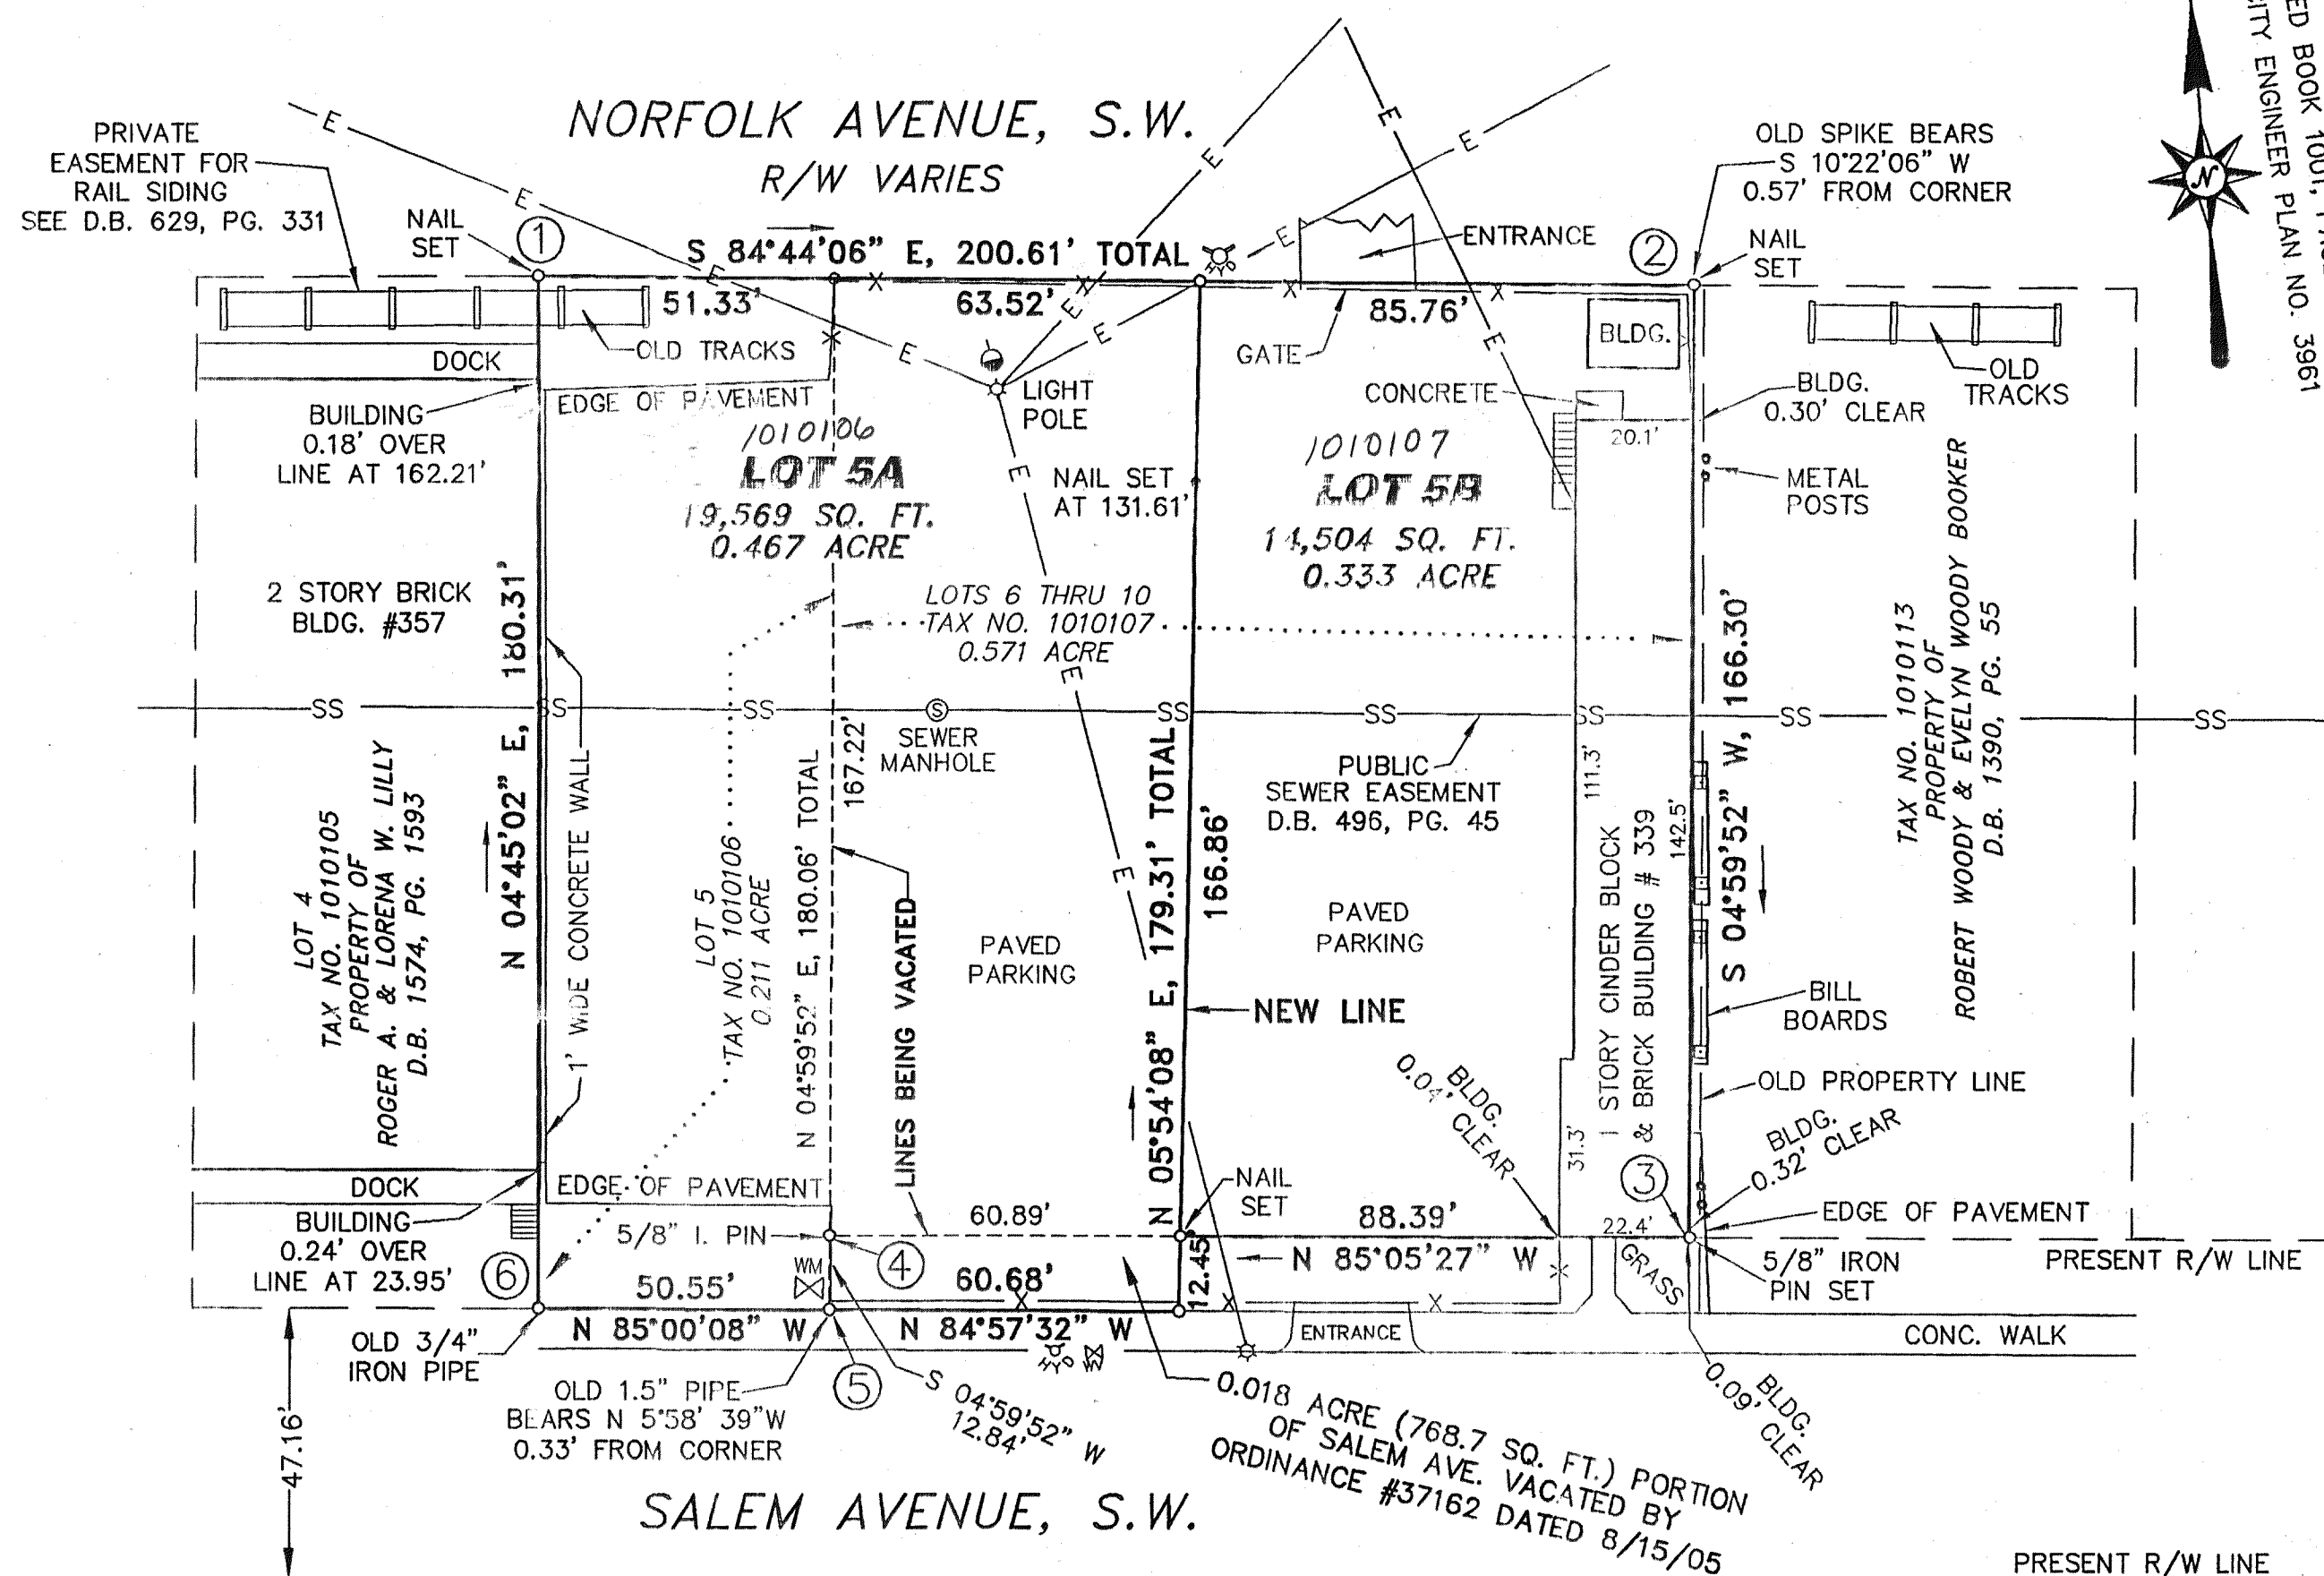 NORFOLK AVENUE, S.W.
R/W VARIES
PRIVATE
EASEMENT FOR
RAIL SIDING
SEE D.B. 629, PG. 331
NAIL
SET
1
S 84°44'06" E, 200.61' TOTAL
51.33'
63.52'
85.76'
HYD
ENTRANCE
2
OLD SPIKE BEARS
S 10°22'06" W
0.57' FROM CORNER
NAIL
SET
N
ED BOOK 1001,
CITY ENGINEER PLAN NO. 3961
E
E
E
E
E
E
E
E
E
E
E
E
E
E
DOCK
OLD TRACKS
EDGE OF PAVEMENT
BUILDING
0.18' OVER
LINE AT 162.21'
LIGHT
POLE
GATE
BLDG.
CONCRETE
20.1'
BLDG.
0.30' CLEAR
OLD
TRACKS
METAL
POSTS
1010106
LOT 5A
19,569 SQ. FT.
0.467 ACRE
NAIL SET
AT 131.61'
1010107
LOT 5B
14,504 SQ. FT.
0.333 ACRE
2 STORY BRICK
BLDG. #357
LOTS 6 THRU 10
TAX NO. 1010107
0.571 ACRE
N 04°45'02" E, 180.31'
S 04°59'52" W, 166.30'
TAX NO. 1010113
PROPERTY OF
ROBERT WOODY & EVELYN WOODY BOOKER
D.B. 1390, PG. 55
SS
SS
SS
SS
SS
SS
SS
SS
S
SEWER
MANHOLE
PUBLIC
SEWER EASEMENT
D.B. 496, PG. 45
LOT 4
TAX NO. 1010105
PROPERTY OF
ROGER A. & LORENA W. LILLY
D.B. 1574, PG. 1593
1' WIDE CONCRETE WALL
LOT 5
TAX NO. 1010106
0.211 ACRE
N 04°59'52" E, 180.06' TOTAL
167.22'
LINES BEING VACATED
PAVED
PARKING
N 05°54'08" E, 179.31' TOTAL
166.86'
NEW LINE
PAVED
PARKING
111.3'
1 STORY CINDER BLOCK
& BRICK BUILDING # 339
142.5'
31.3'
BILL
BOARDS
OLD PROPERTY LINE
BLDG.
0.04' CLEAR
BLDG.
0.32' CLEAR
3
DOCK
EDGE OF PAVEMENT
BUILDING
0.24' OVER
LINE AT 23.95'
6
5/8" I. PIN
4
WM
60.89'
NAIL
SET
88.39'
22.4'
EDGE OF PAVEMENT
50.55'
60.68'
12.45'
N 85°05'27" W
GRASS
5/8" IRON
PIN SET
PRESENT R/W LINE
N 85°00'08" W
N 84°57'32" W
HYD
ENTRANCE
CONC. WALK
OLD 3/4"
IRON PIPE
OLD 1.5" PIPE
BEARS N 5°58' 39"W
0.33' FROM CORNER
5
S 04°59'52" W
12.84'
0.018 ACRE (768.7 SQ. FT.) PORTION
OF SALEM AVE. VACATED BY
ORDINANCE #37162 DATED 8/15/05
BLDG.
0.09' CLEAR
47.16'
SALEM AVENUE, S.W.
PRESENT R/W LINE